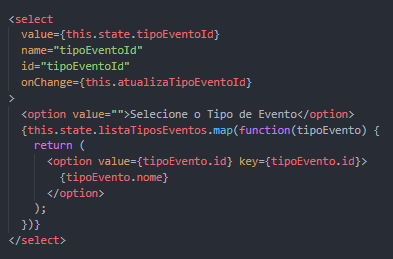 <select
  value={this.state.tipoEventoId}
  name="tipoEventoId"
  id="tipoEventoId"
  onChange={this.atualizaTipoEventoId}
>
  <option value="">Selecione o Tipo de Evento</option>
  {this.state.listaTiposEventos.map(function(tipoEvento) {
    return (
      <option value={tipoEvento.id} key={tipoEvento.id}>
        {tipoEvento.nome}
      </option>
    );
  })}
</select>